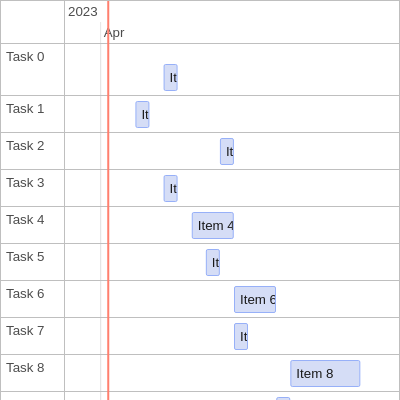 2023
Apr
Task 0
It
Task 1
It
Task 2
It
Task 3
It
Task 4
Item 4
Task 5
It
Task 6
Item 6
Task 7
It
Task 8
Item 8